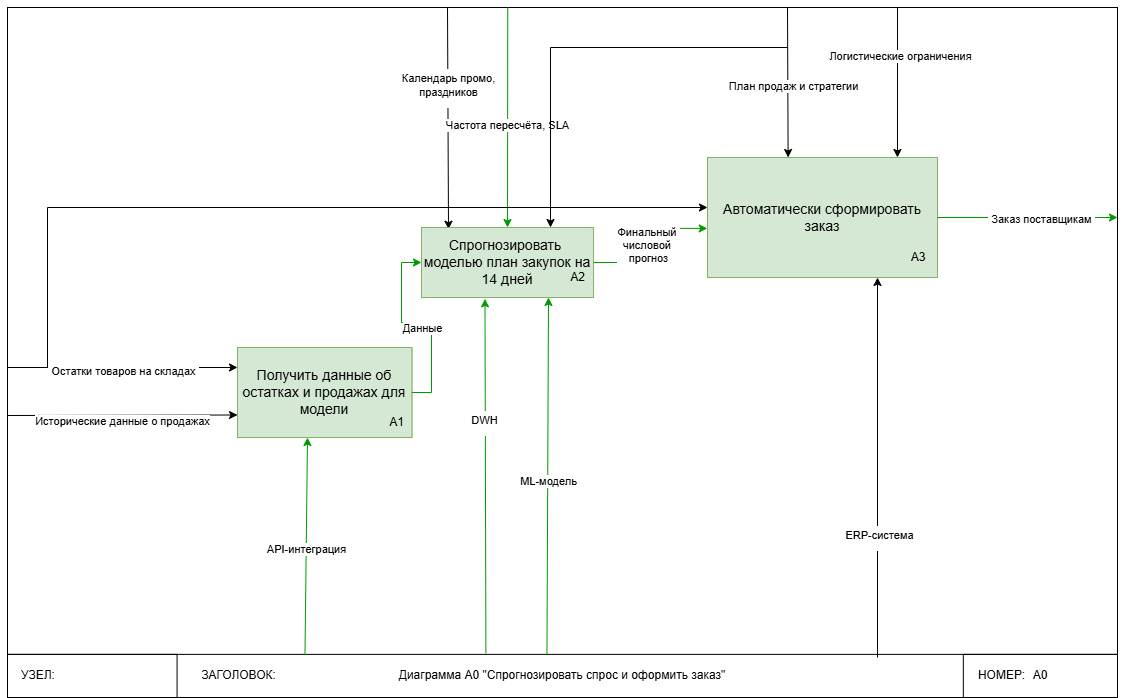 Логистические ограничения
Календарь промо,
праздников
План продаж и стратегии
Частота пересчёта, SLA
Автоматически сформировать
заказ
A3
Заказ поставщикам
Финальный
числовой
прогноз
Спрогнозировать
моделью план закупок на
14 дней
A2
Данные
Остатки товаров на складах
Получить данные об
остатках и продажах для
модели
A1
Исторические данные о продажах
DWH
ML-модель
ERP-система
API-интеграция
УЗЕЛ:
ЗАГОЛОВОК:
Диаграмма A0 "Спрогнозировать спрос и оформить заказ"
НОМЕР: A0